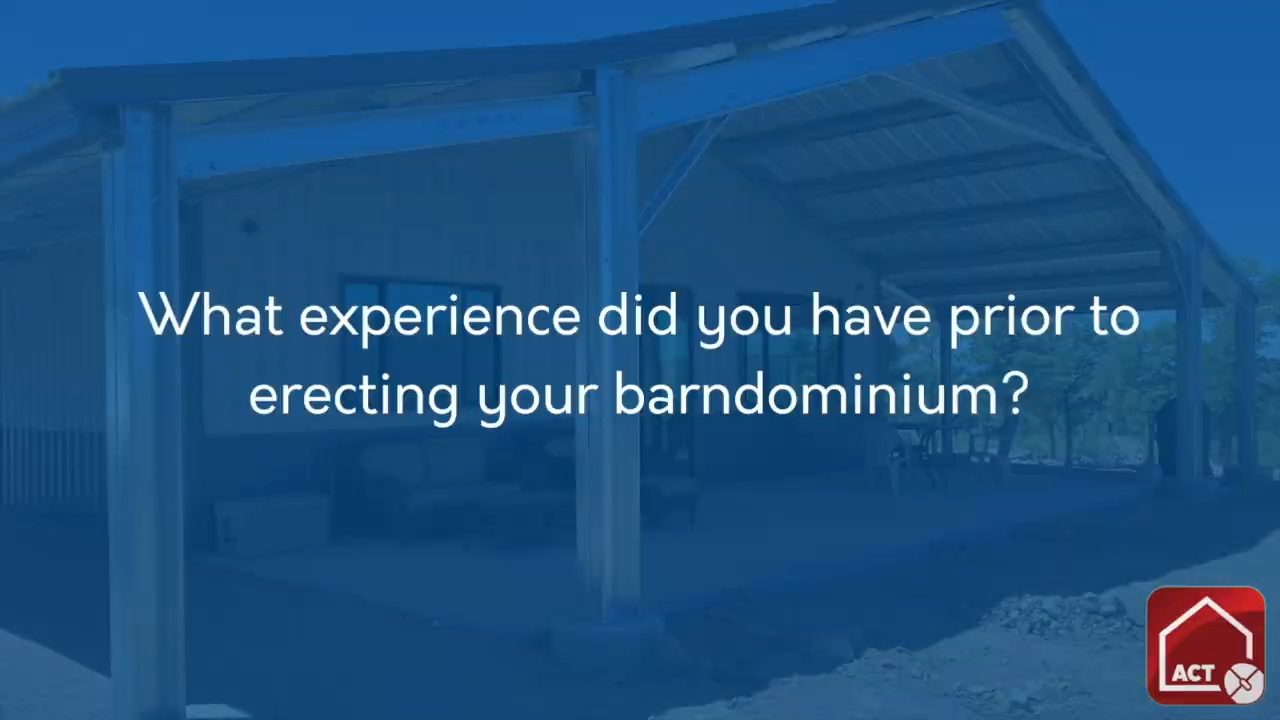 What experience did you have prior to
erecting your barndominium?
ACT